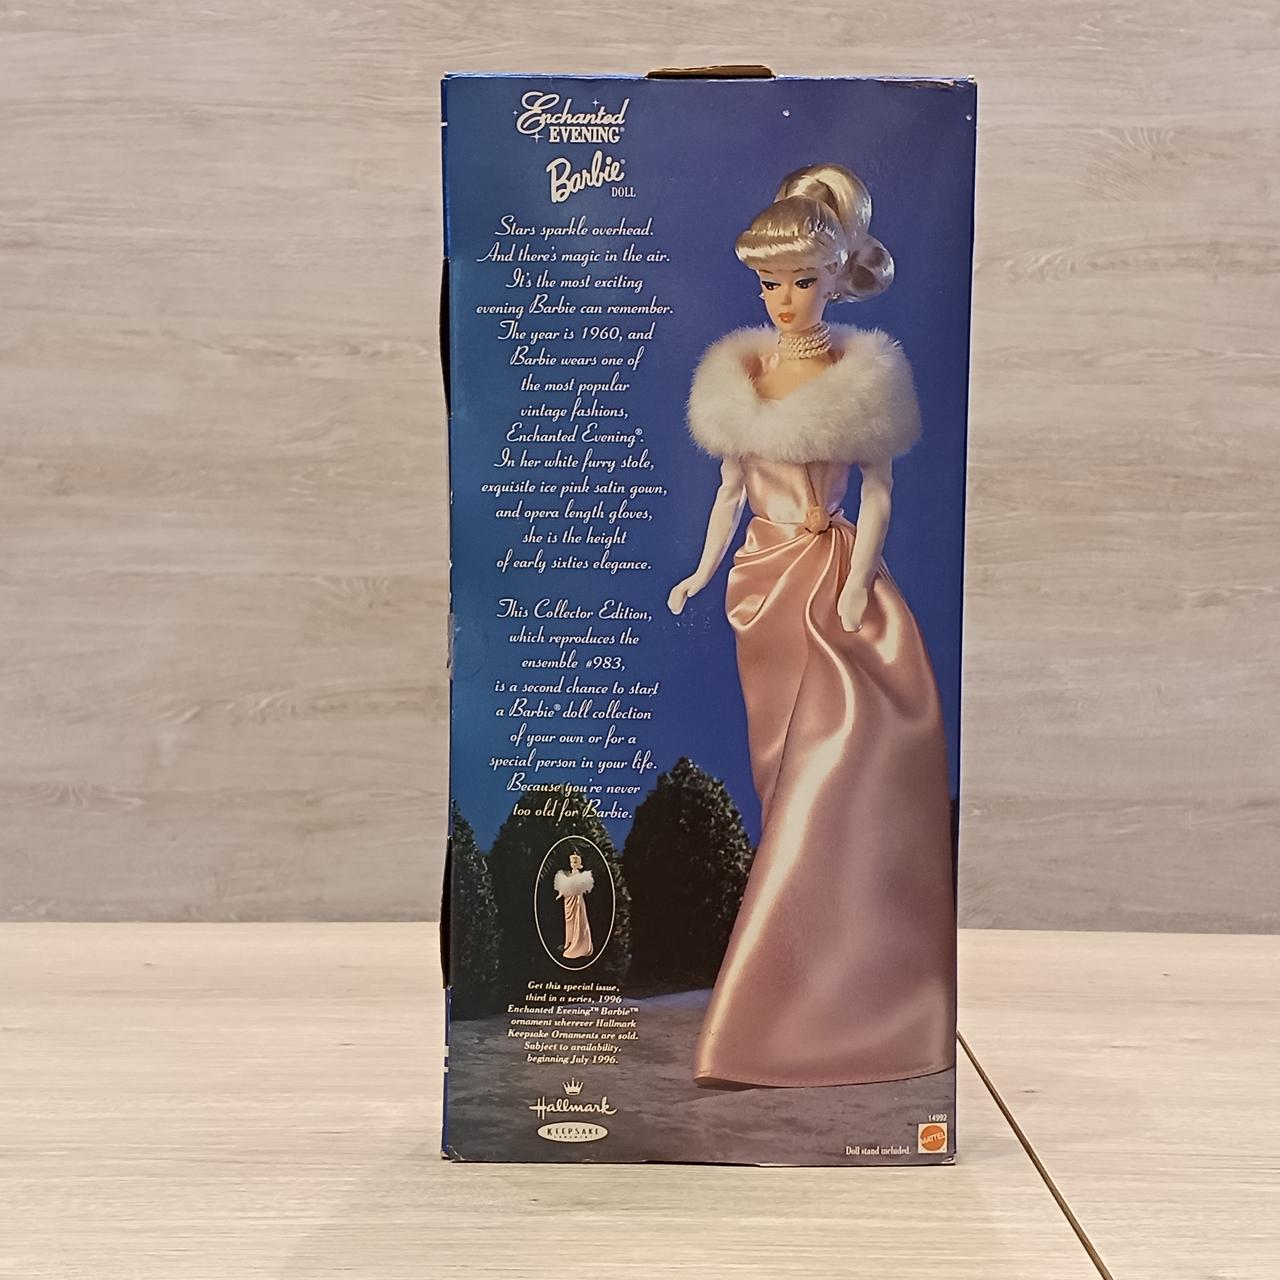 Enchanted
EVENING®
Barbie®
DOLL
Stars sparkle overhead.
And there's magic in the air.
It's the most exciting
evening Barbie can remember.
The year is 1960, and
Barbie wears one of
the most popular
vintage fashions,
Enchanted Evening®.
In her white furry stole,
exquisite ice pink satin gown,
and opera length gloves,
she is the height
of early sixties elegance.
This Collector Edition,
which reproduces the
ensemble #983,
is a second chance to start
a Barbie® doll collection
of your own or for a
special person in your life.
Because you're never
too old for Barbie.
Get this special issue,
third in a series, 1996
Enchanted Evening™ Barbie™
ornament wherever Hallmark
Keepsake Ornaments are sold.
Subject to availability,
beginning July 1996.
Hallmark
KEEPSAKE
ORNAMENT
14992
Doll stand included.
MATTEL